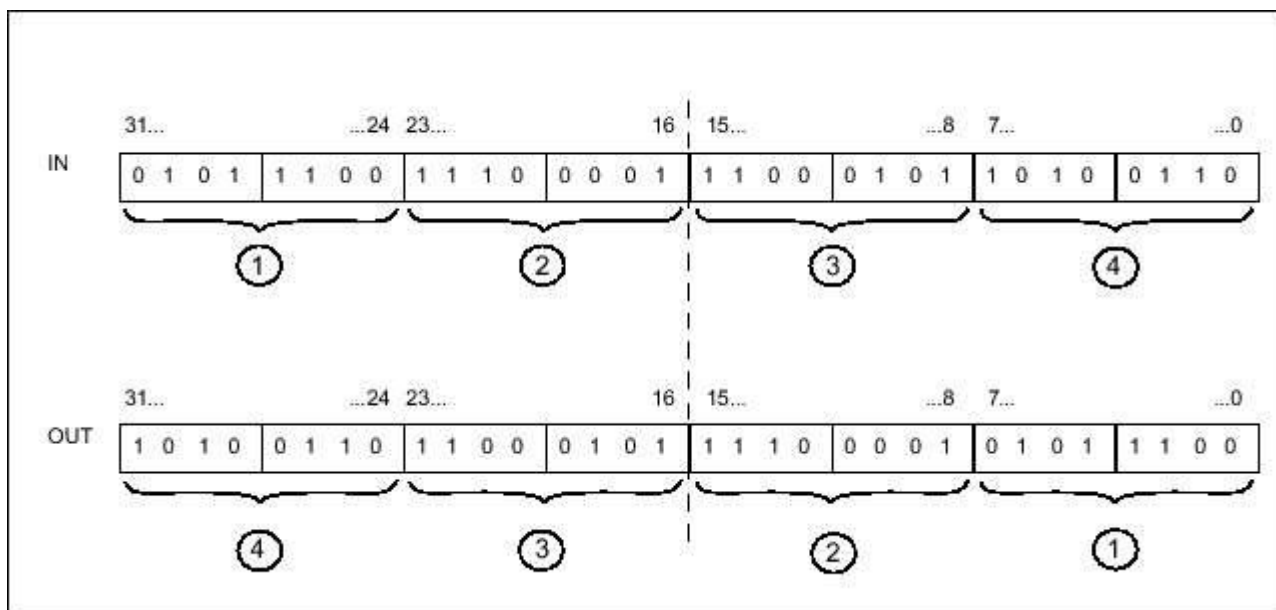 31... ...24 23... 16 15... ...8 7... ...0
IN 0 1 0 1 1 1 0 0 1 1 1 0 0 0 0 1 1 1 0 0 0 1 0 1 1 0 1 0 0 1 1 0
1 2 3 4
31... ...24 23... 16 15... ...8 7... ...0
OUT 1 0 1 0 0 1 1 0 1 1 0 0 0 1 0 1 1 1 1 0 0 0 0 1 0 1 0 1 1 1 0 0
4 3 2 1